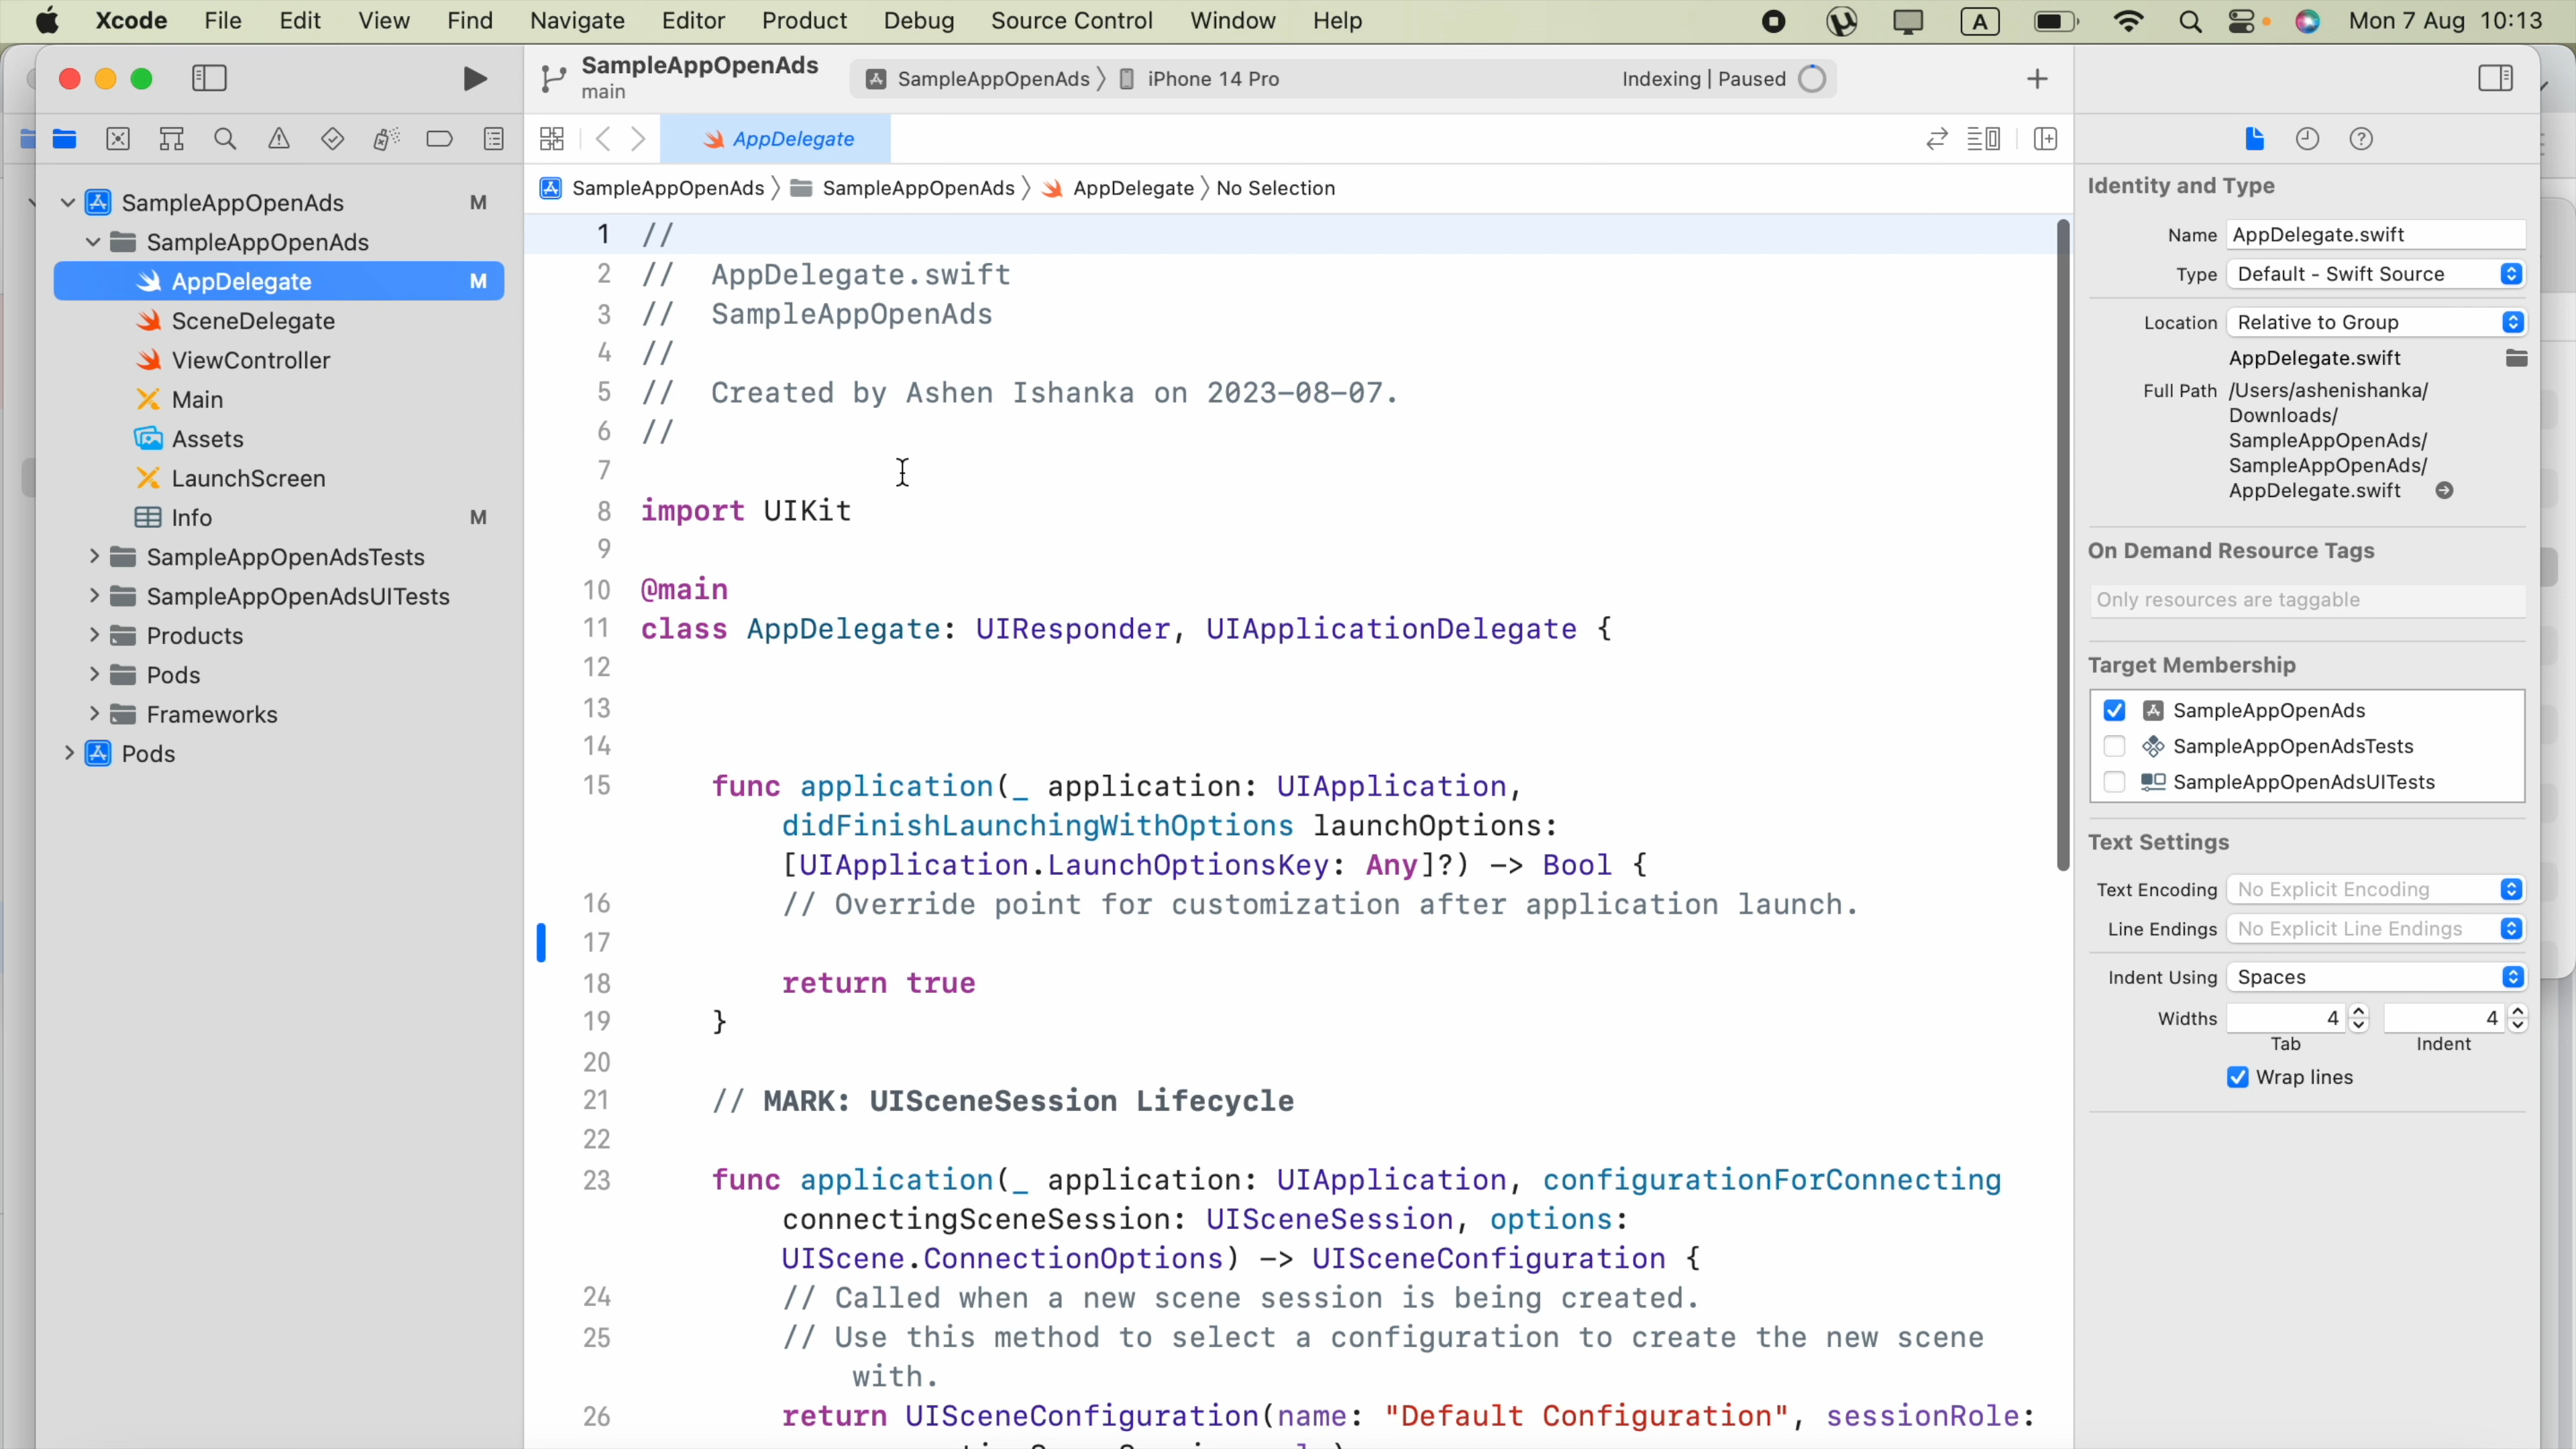 Xcode File Edit View Find Navigate Editor Product Debug Source Control Window Help A Mon 7 Aug 10:13
SampleAppOpenAds
main
SampleAppOpenAds iPhone 14 Pro Indexing | Paused
AppDelegate
SampleAppOpenAds SampleAppOpenAds AppDelegate No Selection
SampleAppOpenAds M
SampleAppOpenAds
AppDelegate M
SceneDelegate
ViewController
Main
Assets
LaunchScreen
Info M
SampleAppOpenAdsTests
SampleAppOpenAdsUITests
Products
Pods
Frameworks
Pods
1 //
2 //  AppDelegate.swift
3 //  SampleAppOpenAds
4 //
5 //  Created by Ashen Ishanka on 2023-08-07.
6 //
7
8 import UIKit
9
10 @main
11 class AppDelegate: UIResponder, UIApplicationDelegate {
12
13
14
15 func application(_ application: UIApplication,
didFinishLaunchingWithOptions launchOptions:
[UIApplication.LaunchOptionsKey: Any]?) -> Bool {
16 // Override point for customization after application launch.
17
18 return true
19 }
20
21 // MARK: UISceneSession Lifecycle
22
23 func application(_ application: UIApplication, configurationForConnecting
connectingSceneSession: UISceneSession, options:
UIScene.ConnectionOptions) -> UISceneConfiguration {
24 // Called when a new scene session is being created.
25 // Use this method to select a configuration to create the new scene
with.
26 return UISceneConfiguration(name: "Default Configuration", sessionRole:
Identity and Type
Name AppDelegate.swift
Type Default - Swift Source
Location Relative to Group
AppDelegate.swift
Full Path /Users/ashenishanka/
Downloads/
SampleAppOpenAds/
SampleAppOpenAds/
AppDelegate.swift
On Demand Resource Tags
Only resources are taggable
Target Membership
SampleAppOpenAds
SampleAppOpenAdsTests
SampleAppOpenAdsUITests
Text Settings
Text Encoding No Explicit Encoding
Line Endings No Explicit Line Endings
Indent Using Spaces
Widths 4 4
Tab Indent
Wrap lines